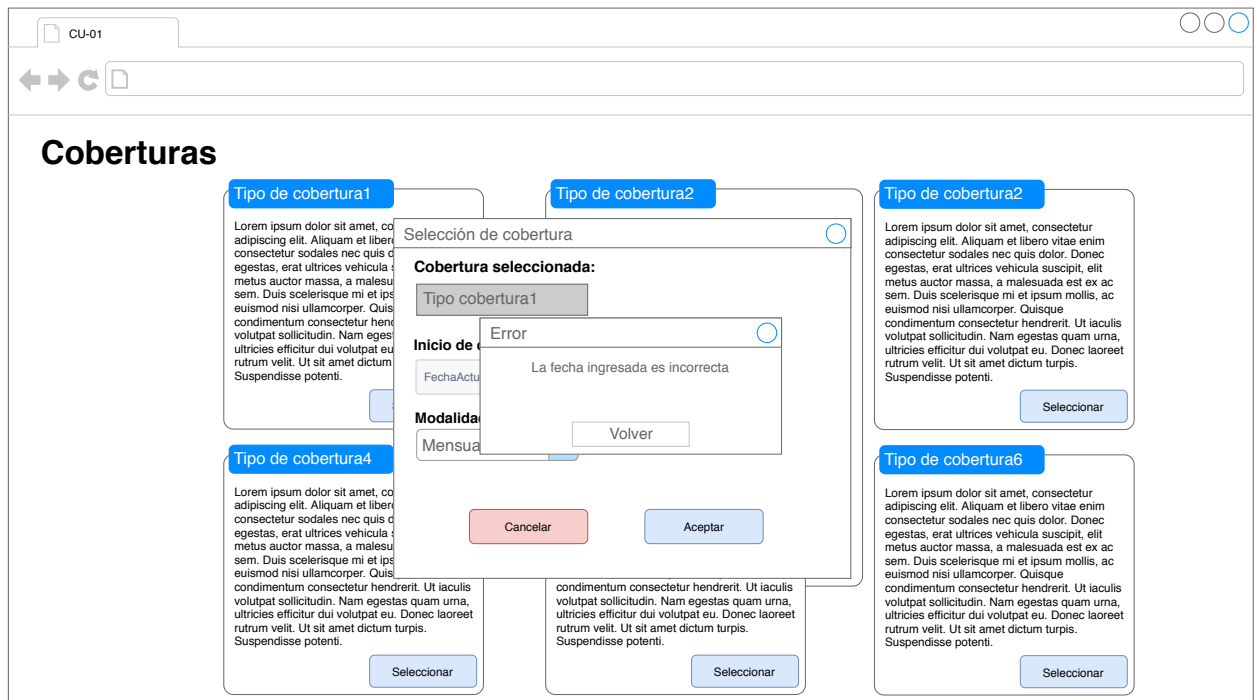 CU-01
Coberturas
Tipo de cobertura1
Lorem ipsum dolor sit amet, co
adipiscing elit. Aliquam et liber
consectetur sodales nec quis d
egestas, erat ultrices vehicula
metus auctor massa, a malesu
sem. Duis scelerisque mi et ips
euismod nisi ullamcorper. Quis
condimentum consectetur hend
volutpat sollicitudin. Nam eges
ultricies efficitur dui volutpat eu
rutrum velit. Ut sit amet dictum
Suspendisse potenti.
Tipo de cobertura2
Tipo de cobertura2
Lorem ipsum dolor sit amet, consectetur
adipiscing elit. Aliquam et libero vitae enim
consectetur sodales nec quis dolor. Donec
egestas, erat ultrices vehicula suscipit, elit
metus auctor massa, a malesuada est ex ac
sem. Duis scelerisque mi et ipsum mollis, ac
euismod nisi ullamcorper. Quisque
condimentum consectetur hendrerit. Ut iaculis
volutpat sollicitudin. Nam egestas quam urna,
ultricies efficitur dui volutpat eu. Donec laoreet
rutrum velit. Ut sit amet dictum turpis.
Suspendisse potenti.
Seleccionar
Selección de cobertura
Cobertura seleccionada:
Tipo cobertura1
Inicio de
FechaActu
Modalida
Mensua
Error
La fecha ingresada es incorrecta
Volver
Cancelar
Aceptar
Tipo de cobertura4
Lorem ipsum dolor sit amet, co
adipiscing elit. Aliquam et liber
consectetur sodales nec quis d
egestas, erat ultrices vehicula
metus auctor massa, a malesu
sem. Duis scelerisque mi et ips
euismod nisi ullamcorper. Quis
condimentum consectetur hendrerit. Ut iaculis
volutpat sollicitudin. Nam egestas quam urna,
ultricies efficitur dui volutpat eu. Donec laoreet
rutrum velit. Ut sit amet dictum turpis.
Suspendisse potenti.
Seleccionar
condimentum consectetur hendrerit. Ut iaculis
volutpat sollicitudin. Nam egestas quam urna,
ultricies efficitur dui volutpat eu. Donec laoreet
rutrum velit. Ut sit amet dictum turpis.
Suspendisse potenti.
Seleccionar
Tipo de cobertura6
Lorem ipsum dolor sit amet, consectetur
adipiscing elit. Aliquam et libero vitae enim
consectetur sodales nec quis dolor. Donec
egestas, erat ultrices vehicula suscipit, elit
metus auctor massa, a malesuada est ex ac
sem. Duis scelerisque mi et ipsum mollis, ac
euismod nisi ullamcorper. Quisque
condimentum consectetur hendrerit. Ut iaculis
volutpat sollicitudin. Nam egestas quam urna,
ultricies efficitur dui volutpat eu. Donec laoreet
rutrum velit. Ut sit amet dictum turpis.
Suspendisse potenti.
Seleccionar